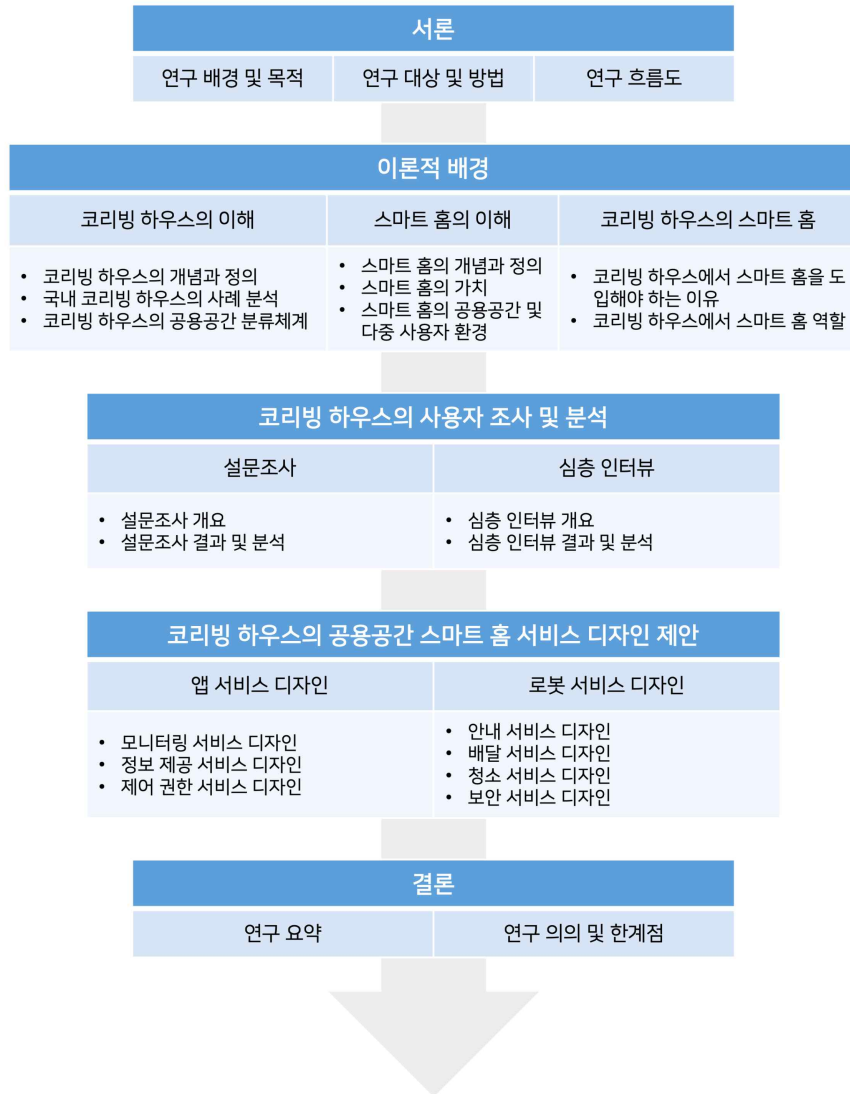 서론
연구 배경 및 목적
연구 대상 및 방법
연구 흐름도
이론적 배경
코리빙 하우스의 이해
스마트 홈의 이해
코리빙 하우스의 스마트 홈
• 코리빙 하우스의 개념과 정의
• 국내 코리빙 하우스의 사례 분석
• 코리빙 하우스의 공용공간 분류체계
• 스마트 홈의 개념과 정의
• 스마트 홈의 가치
• 스마트 홈의 공용공간 및
다중 사용자 환경
• 코리빙 하우스에서 스마트 홈을 도
입해야 하는 이유
• 코리빙 하우스에서 스마트 홈 역할
코리빙 하우스의 사용자 조사 및 분석
설문조사
심층 인터뷰
• 설문조사 개요
• 설문조사 결과 및 분석
• 심층 인터뷰 개요
• 심층 인터뷰 결과 및 분석
코리빙 하우스의 공용공간 스마트 홈 서비스 디자인 제안
앱 서비스 디자인
로봇 서비스 디자인
• 모니터링 서비스 디자인
• 정보 제공 서비스 디자인
• 제어 권한 서비스 디자인
• 안내 서비스 디자인
• 배달 서비스 디자인
• 청소 서비스 디자인
• 보안 서비스 디자인
결론
연구 요약
연구 의의 및 한계점